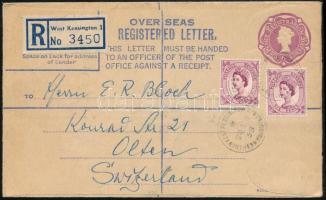 R West Kensington 1
No 3450
Space on back for address
of Sender
OVER SEAS
REGISTERED LETTER.
THIS LETTER MUST BE HANDED
TO AN OFFICER OF THE POST
OFFICE AGAINST A RECEIPT.
To Herrn E. R. Bloch
Konrad Str. 21
Olten
Switzerland